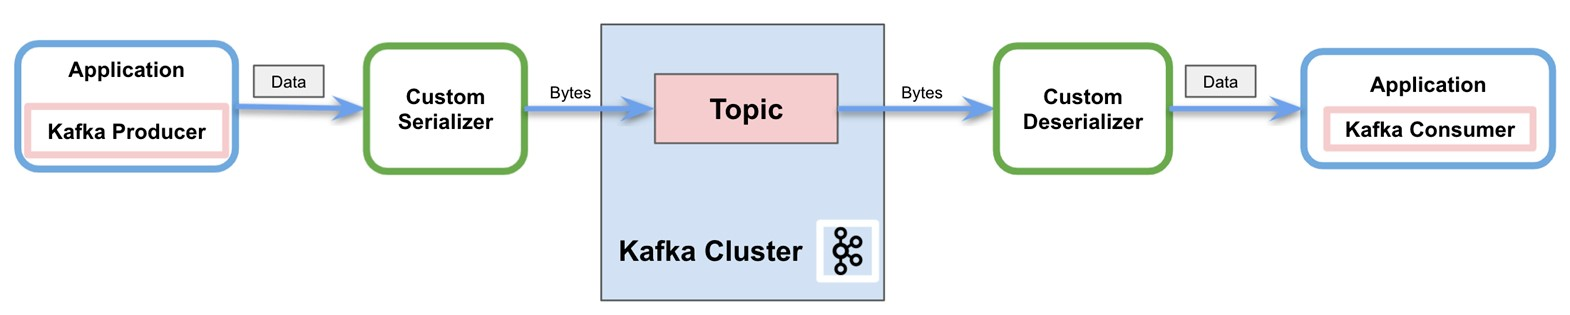 Application
Kafka Producer
Data
Custom
Serializer
Bytes
Topic
Kafka Cluster
Bytes
Custom
Deserializer
Data
Application
Kafka Consumer